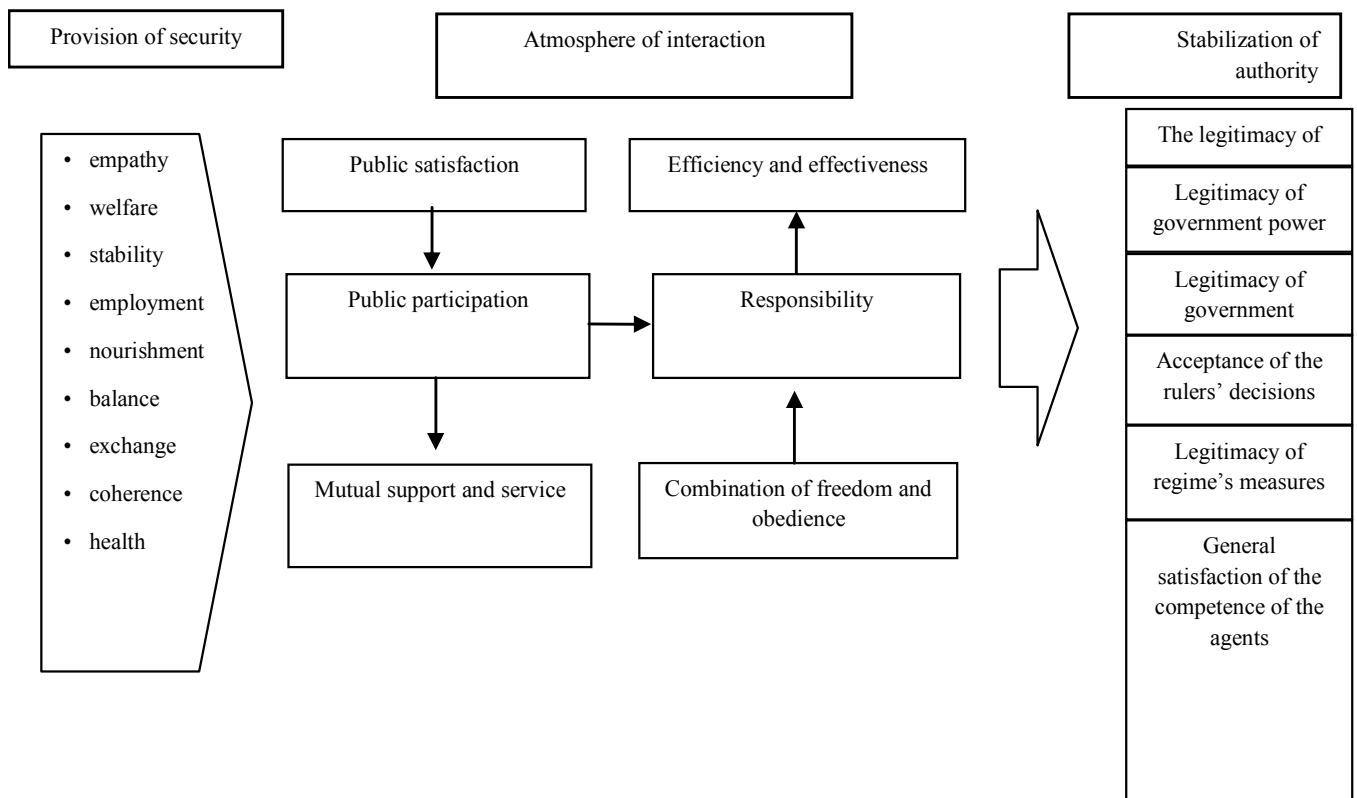 Provision of security
Atmosphere of interaction
Stabilization of
authority
• empathy
• welfare
• stability
• employment
• nourishment
• balance
• exchange
• coherence
• health
Public satisfaction
Efficiency and effectiveness
Public participation
Responsibility
Mutual support and service
Combination of freedom and
obedience
The legitimacy of
Legitimacy of
government power
Legitimacy of
government
Acceptance of the
rulers’ decisions
Legitimacy of
regime’s measures
General
satisfaction of the
competence of the
agents